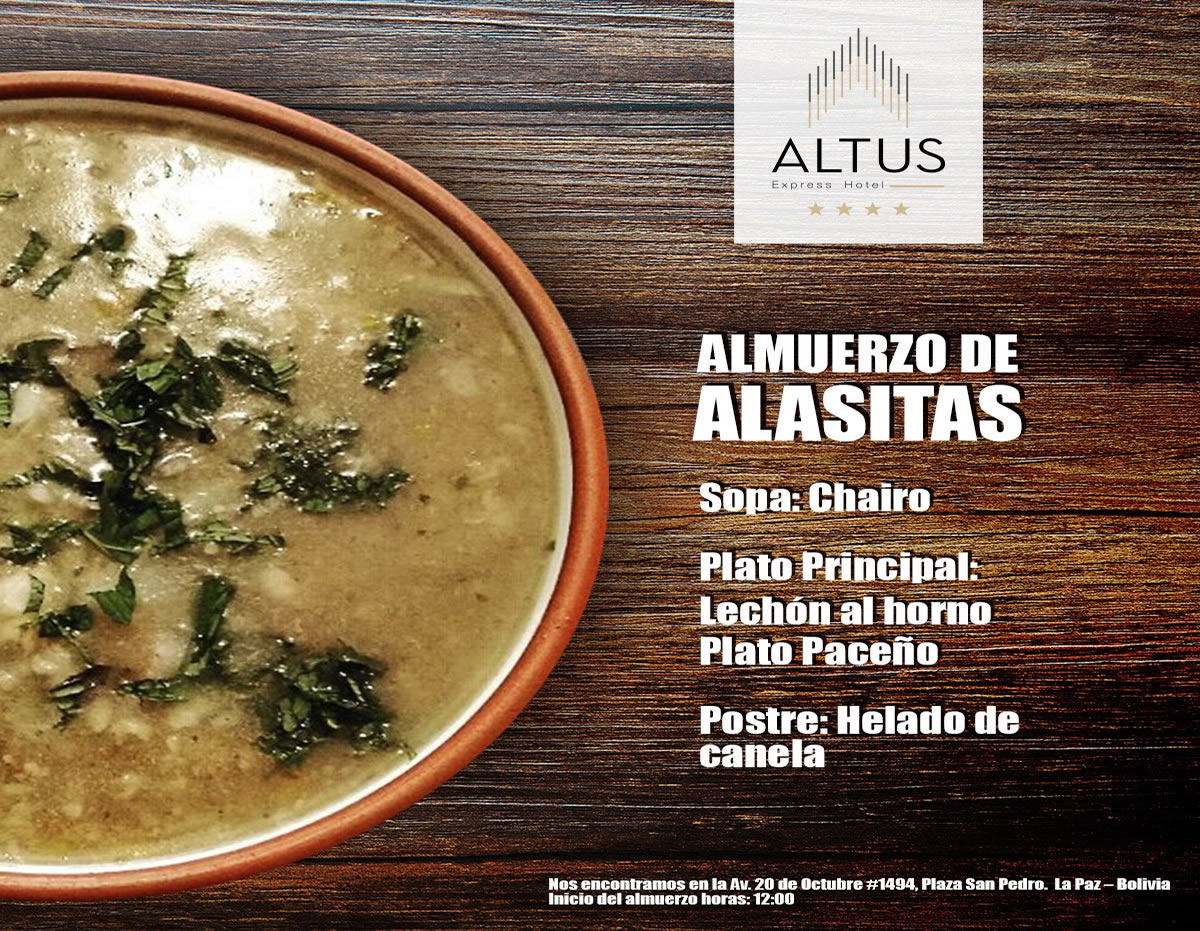 ALTUS
Express Hotel
ALMUERZO DE
ALASITAS
Sopa: Chairo
Plato Principal:
Lechón al horno
Plato Paceño
Postre: Helado de
canela
Nos encontramos en la Av. 20 de Octubre #1494, Plaza San Pedro. La Paz – Bolivia
Inicio del almuerzo horas: 12:00